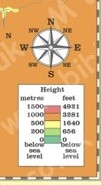 N
NW NE
W E
SW SE
S
Height
metres feet
1500 4921
1000 3281
500 1640
200 656
0 0
below below
sea sea
level level